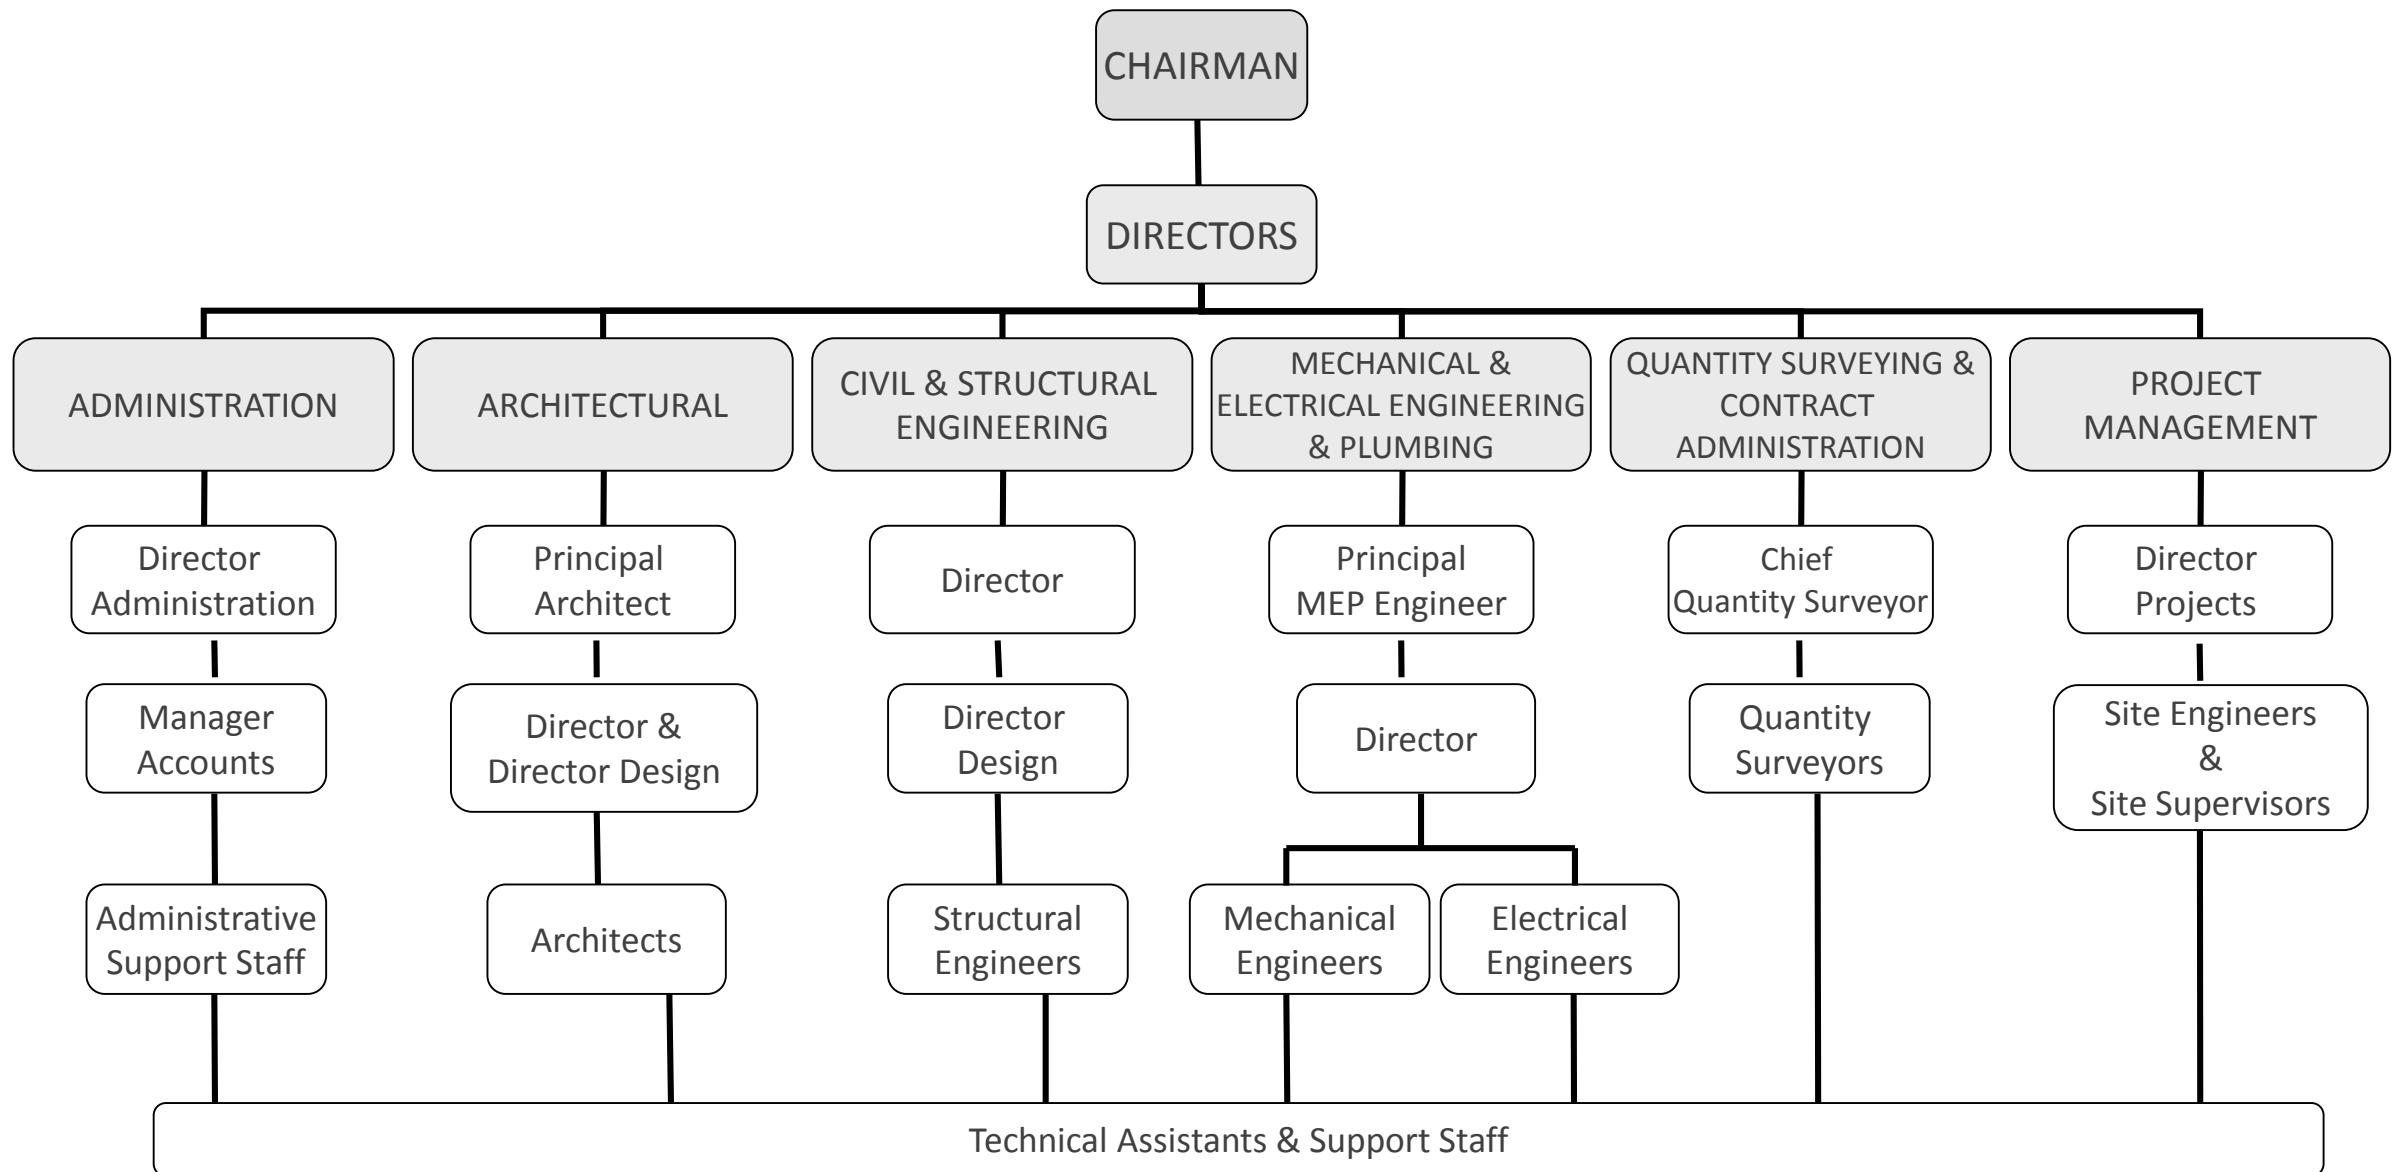 CHAIRMAN
DIRECTORS
ADMINISTRATION
ARCHITECTURAL
CIVIL & STRUCTURAL
ENGINEERING
MECHANICAL &
ELECTRICAL ENGINEERING
& PLUMBING
QUANTITY SURVEYING &
CONTRACT
ADMINISTRATION
PROJECT
MANAGEMENT
Director
Administration
Principal
Architect
Director
Principal
MEP Engineer
Chief
Quantity Surveyor
Director
Projects
Manager
Accounts
Director &
Director Design
Director
Design
Director
Quantity
Surveyors
Site Engineers
&
Site Supervisors
Administrative
Support Staff
Architects
Structural
Engineers
Mechanical
Engineers
Electrical
Engineers
Technical Assistants & Support Staff